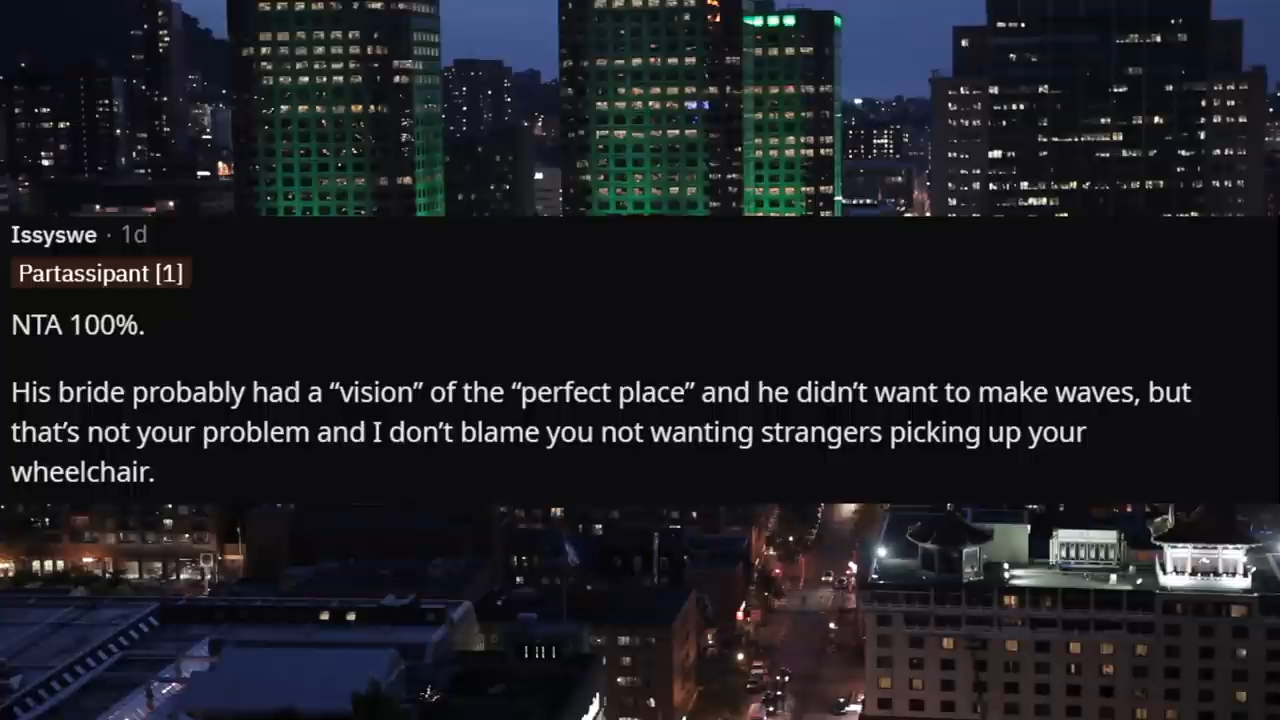 Issyswe · 1d
Partassipant [1]
NTA 100%.
His bride probably had a “vision” of the “perfect place” and he didn’t want to make waves, but
that’s not your problem and I don’t blame you not wanting strangers picking up your
wheelchair.